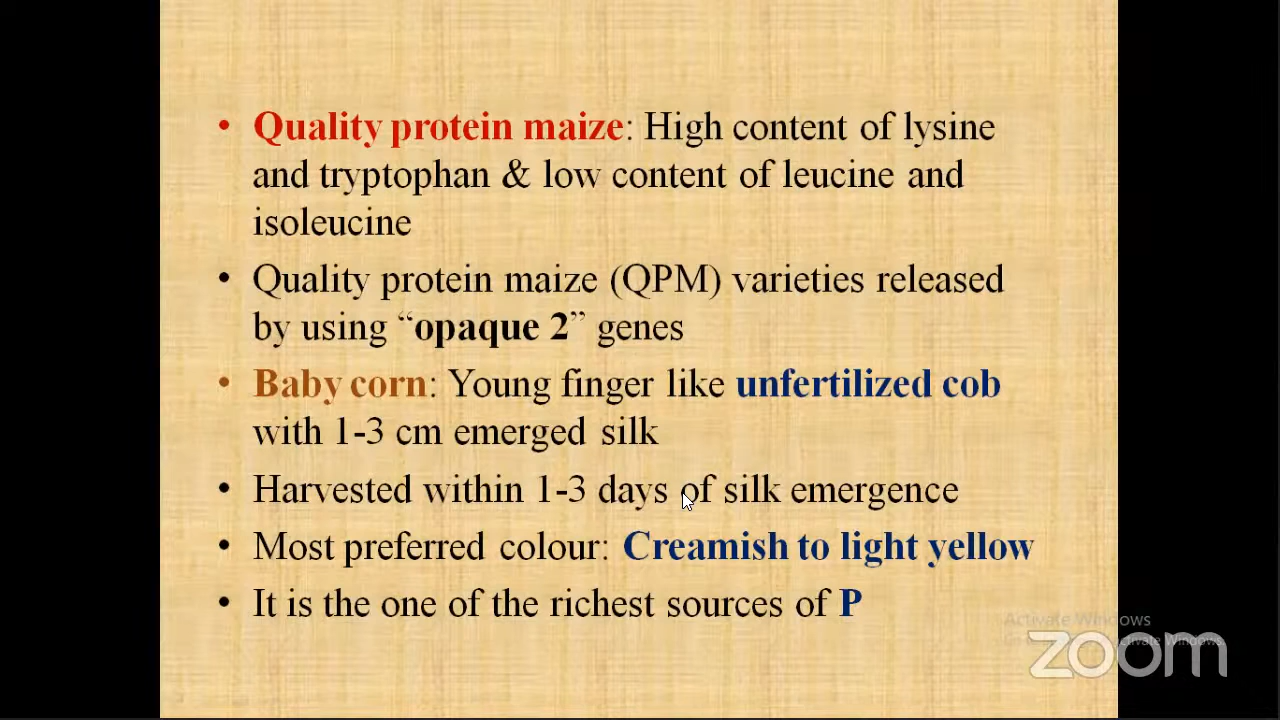 • Quality protein maize: High content of lysine
and tryptophan & low content of leucine and
isoleucine
• Quality protein maize (QPM) varieties released
by using “opaque 2” genes
• Baby corn: Young finger like unfertilized cob
with 1-3 cm emerged silk
• Harvested within 1-3 days of silk emergence
• Most preferred colour: Creamish to light yellow
• It is the one of the richest sources of P
Activate Windows
zoom